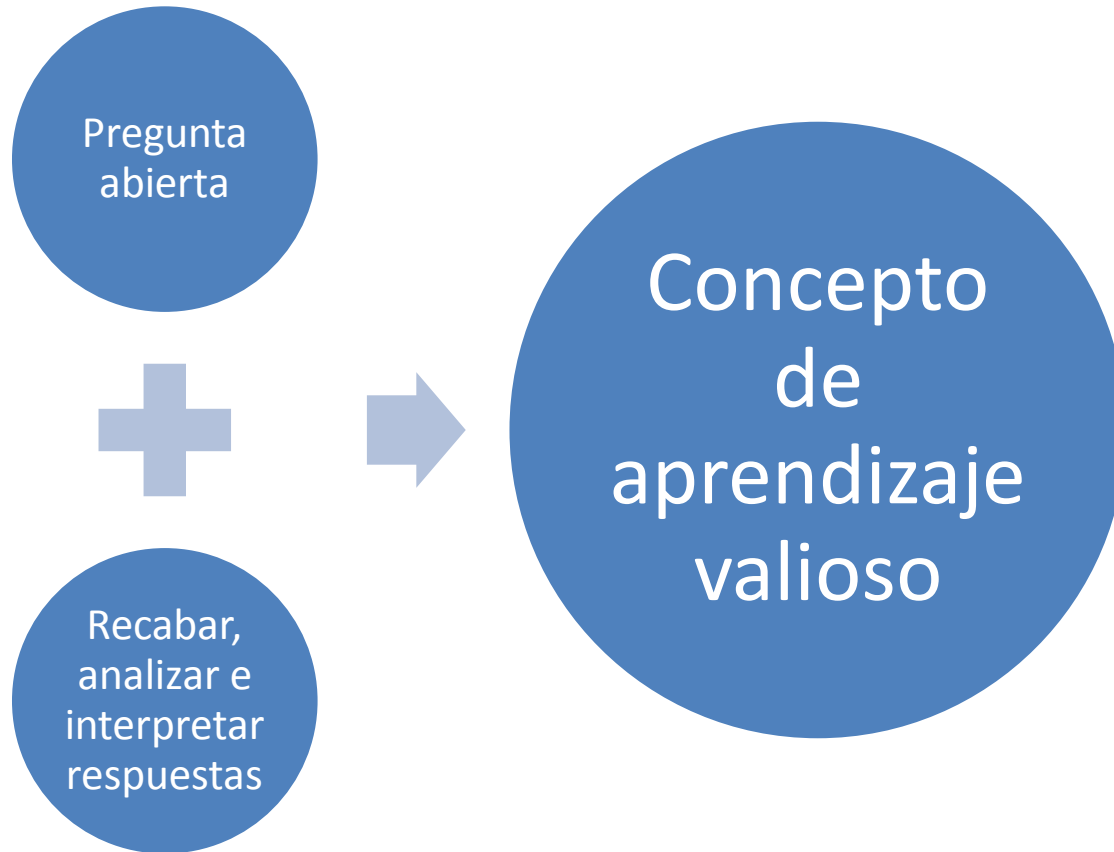 Pregunta
abierta
Recabar,
analizar e
interpretar
respuestas
Concepto
de
aprendizaje
valioso